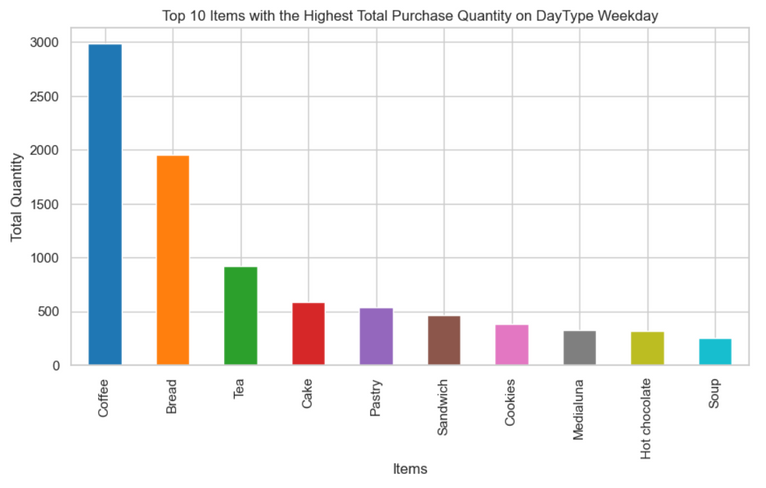 Top 10 Items with the Highest Total Purchase Quantity on DayType Weekday
Total Quantity
3000
2500
2000
1500
1000
500
0
Coffee
Bread
Tea
Cake
Pastry
Sandwich
Cookies
Medialuna
Hot chocolate
Soup
Items